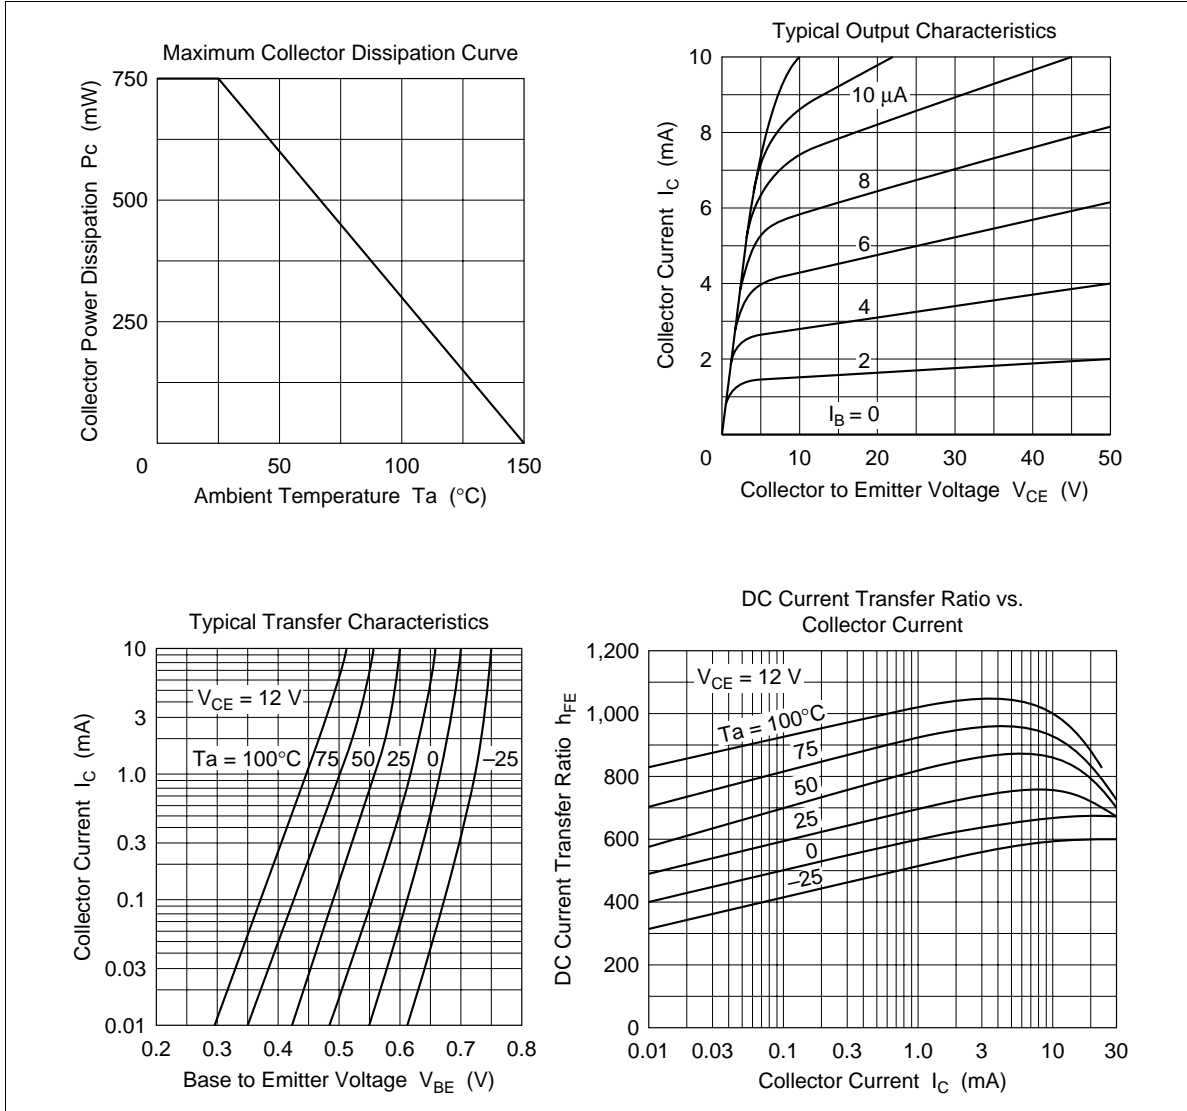 Maximum Collector Dissipation Curve
Collector Power Dissipation Pc (mW)
750
500
250
0
50
100
150
Ambient Temperature Ta (°C)
Typical Output Characteristics
Collector Current I_C (mA)
10
8
6
4
2
10 μA
8
6
4
2
I_B = 0
0
10
20
30
40
50
Collector to Emitter Voltage V_CE (V)
Typical Transfer Characteristics
Collector Current I_C (mA)
10
3
1.0
0.3
0.1
0.03
0.01
V_CE = 12 V
Ta = 100°C 75 50 25 0 –25
0.2
0.3
0.4
0.5
0.6
0.7
0.8
Base to Emitter Voltage V_BE (V)
DC Current Transfer Ratio vs.
Collector Current
DC Current Transfer Ratio h_FE
1,200
1,000
800
600
400
200
0
V_CE = 12 V
Ta = 100°C
75
50
25
0
–25
0.01
0.03
0.1
0.3
1.0
3
10
30
Collector Current I_C (mA)